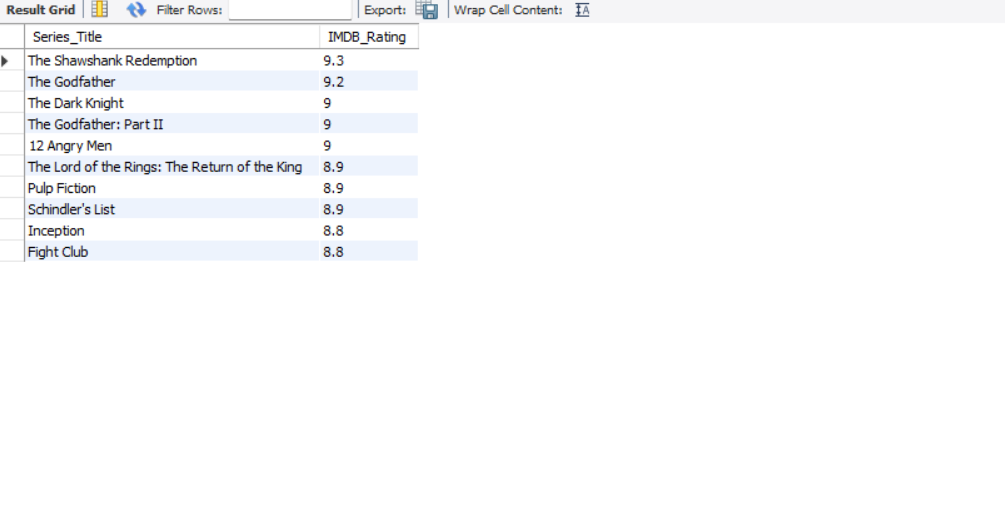 Result Grid Filter Rows: Export: Wrap Cell Content: IA
Series_Title IMDB_Rating
The Shawshank Redemption 9.3
The Godfather 9.2
The Dark Knight 9
The Godfather: Part II 9
12 Angry Men 9
The Lord of the Rings: The Return of the King 8.9
Pulp Fiction 8.9
Schindler's List 8.9
Inception 8.8
Fight Club 8.8